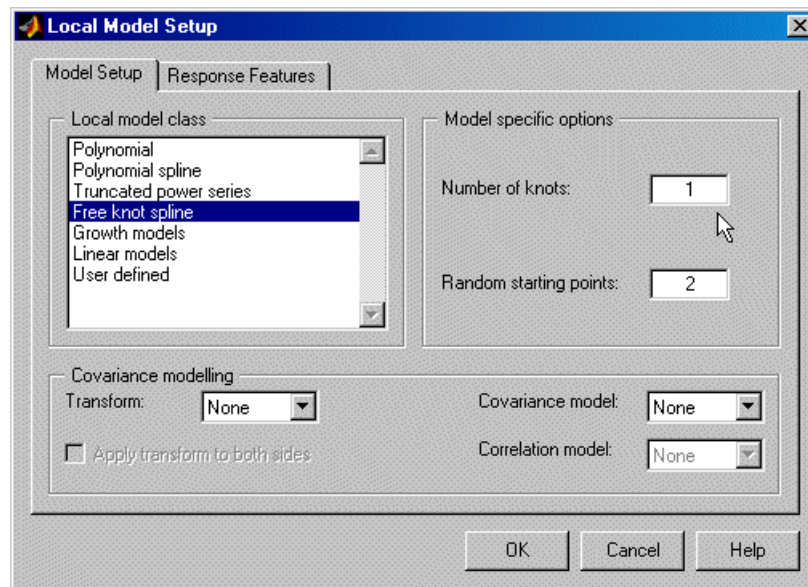 Local Model Setup
Model Setup
Response Features
Local model class
Polynomial
Polynomial spline
Truncated power series
Free knot spline
Growth models
Linear models
User defined
Model specific options
Number of knots: 1
Random starting points: 2
Covariance modelling
Transform: None
Apply transform to both sides
Covariance model: None
Correlation model: None
OK
Cancel
Help